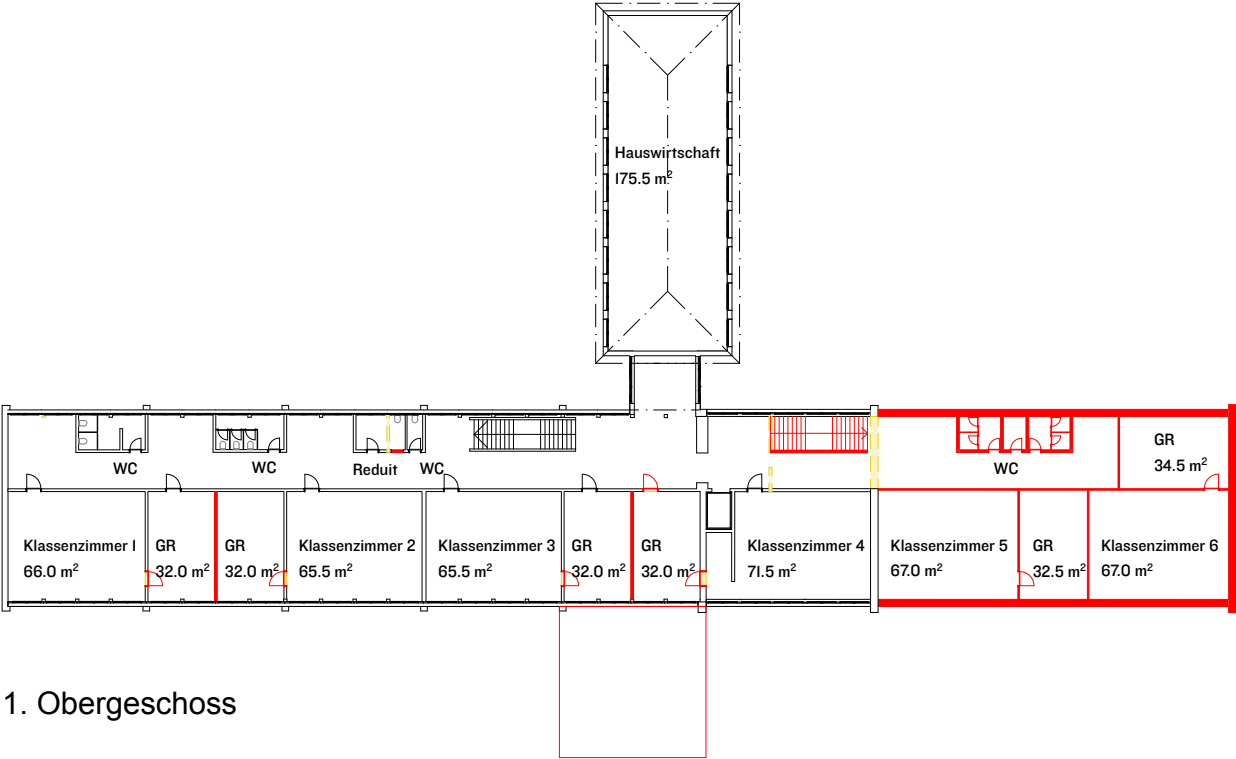 Hauswirtschaft
175.5 m²
WC
WC
Reduit
WC
WC
GR
34.5 m²
Klassenzimmer 1
66.0 m²
GR
32.0 m²
GR
32.0 m²
Klassenzimmer 2
65.5 m²
Klassenzimmer 3
65.5 m²
GR
32.0 m²
GR
32.0 m²
Klassenzimmer 4
71.5 m²
Klassenzimmer 5
67.0 m²
GR
32.5 m²
Klassenzimmer 6
67.0 m²
1. Obergeschoss